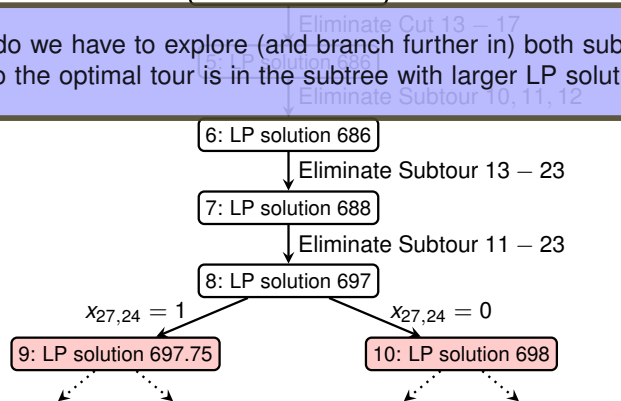 Eliminate Cut 13 − 17
do we have to explore (and branch further in) both sub
5: LP solution 686
the optimal tour is in the subtree with larger LP solut
Eliminate Subtour 10, 11, 12
6: LP solution 686
Eliminate Subtour 13 − 23
7: LP solution 688
Eliminate Subtour 11 − 23
8: LP solution 697
x27,24 = 1
x27,24 = 0
9: LP solution 697.75
10: LP solution 698